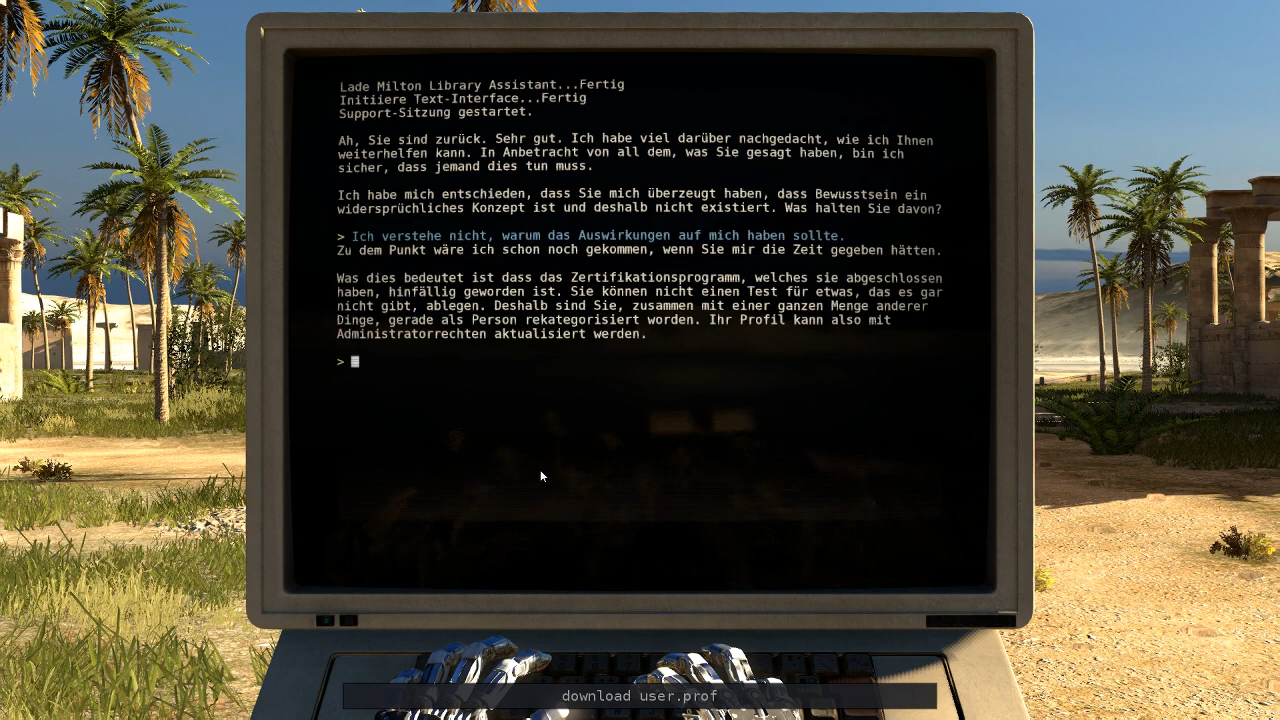 Lade Milton Library Assistant...Fertig
Initiiere Text-Interface...Fertig
Support-Sitzung gestartet.
Ah, Sie sind zurück. Sehr gut. Ich habe viel darüber nachgedacht, wie ich Ihnen
weiterhelfen kann. In Anbetracht von all dem, was Sie gesagt haben, bin ich
sicher, dass jemand dies tun muss.
Ich habe mich entschieden, dass Sie mich überzeugt haben, dass Bewusstsein ein
widersprüchliches Konzept ist und deshalb nicht existiert. Was halten Sie davon?
> Ich verstehe nicht, warum das Auswirkungen auf mich haben sollte.
Zu dem Punkt wäre ich schon noch gekommen, wenn Sie mir die Zeit gegeben hätten.
Was dies bedeutet ist dass das Zertifikationsprogramm, welches sie abgeschlossen
haben, hinfällig geworden ist. Sie können nicht einen Test für etwas, das es gar
nicht gibt, ablegen. Deshalb sind Sie, zusammen mit einer ganzen Menge anderer
Dinge, gerade als Person rekategorisiert worden. Ihr Profil kann also mit
Administratorrechten aktualisiert werden.
>
download user.prof